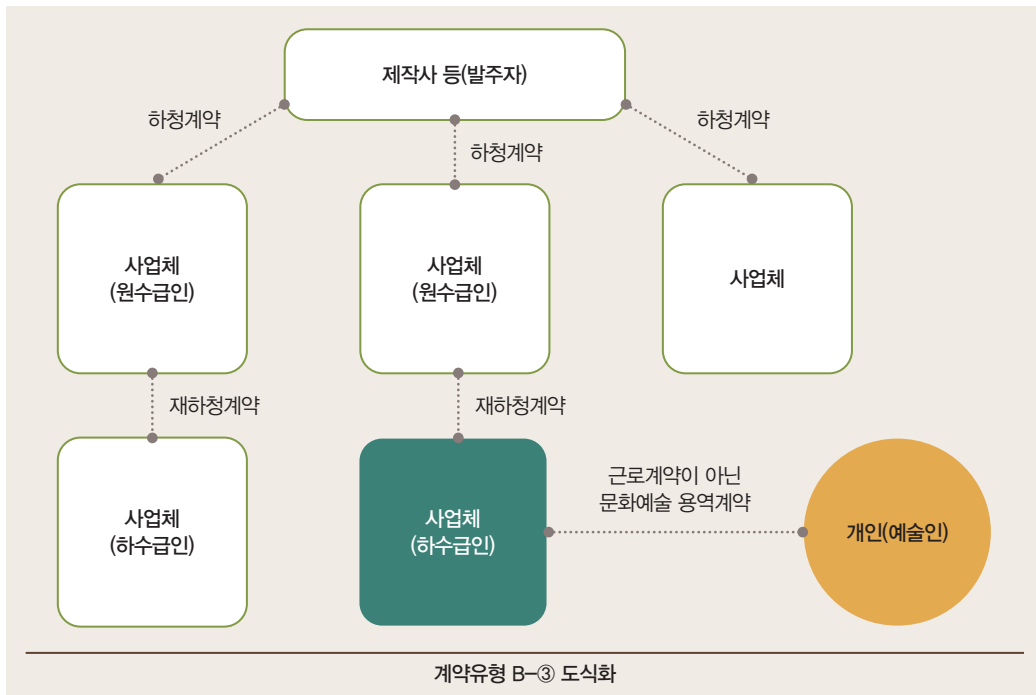 제작사 등(발주자)
하청계약
하청계약
하청계약
사업체
(원수급인)
사업체
(원수급인)
사업체
재하청계약
재하청계약
사업체
(하수급인)
사업체
(하수급인)
근로계약이 아닌
문화예술 용역계약
개인(예술인)
계약유형 B-③ 도식화